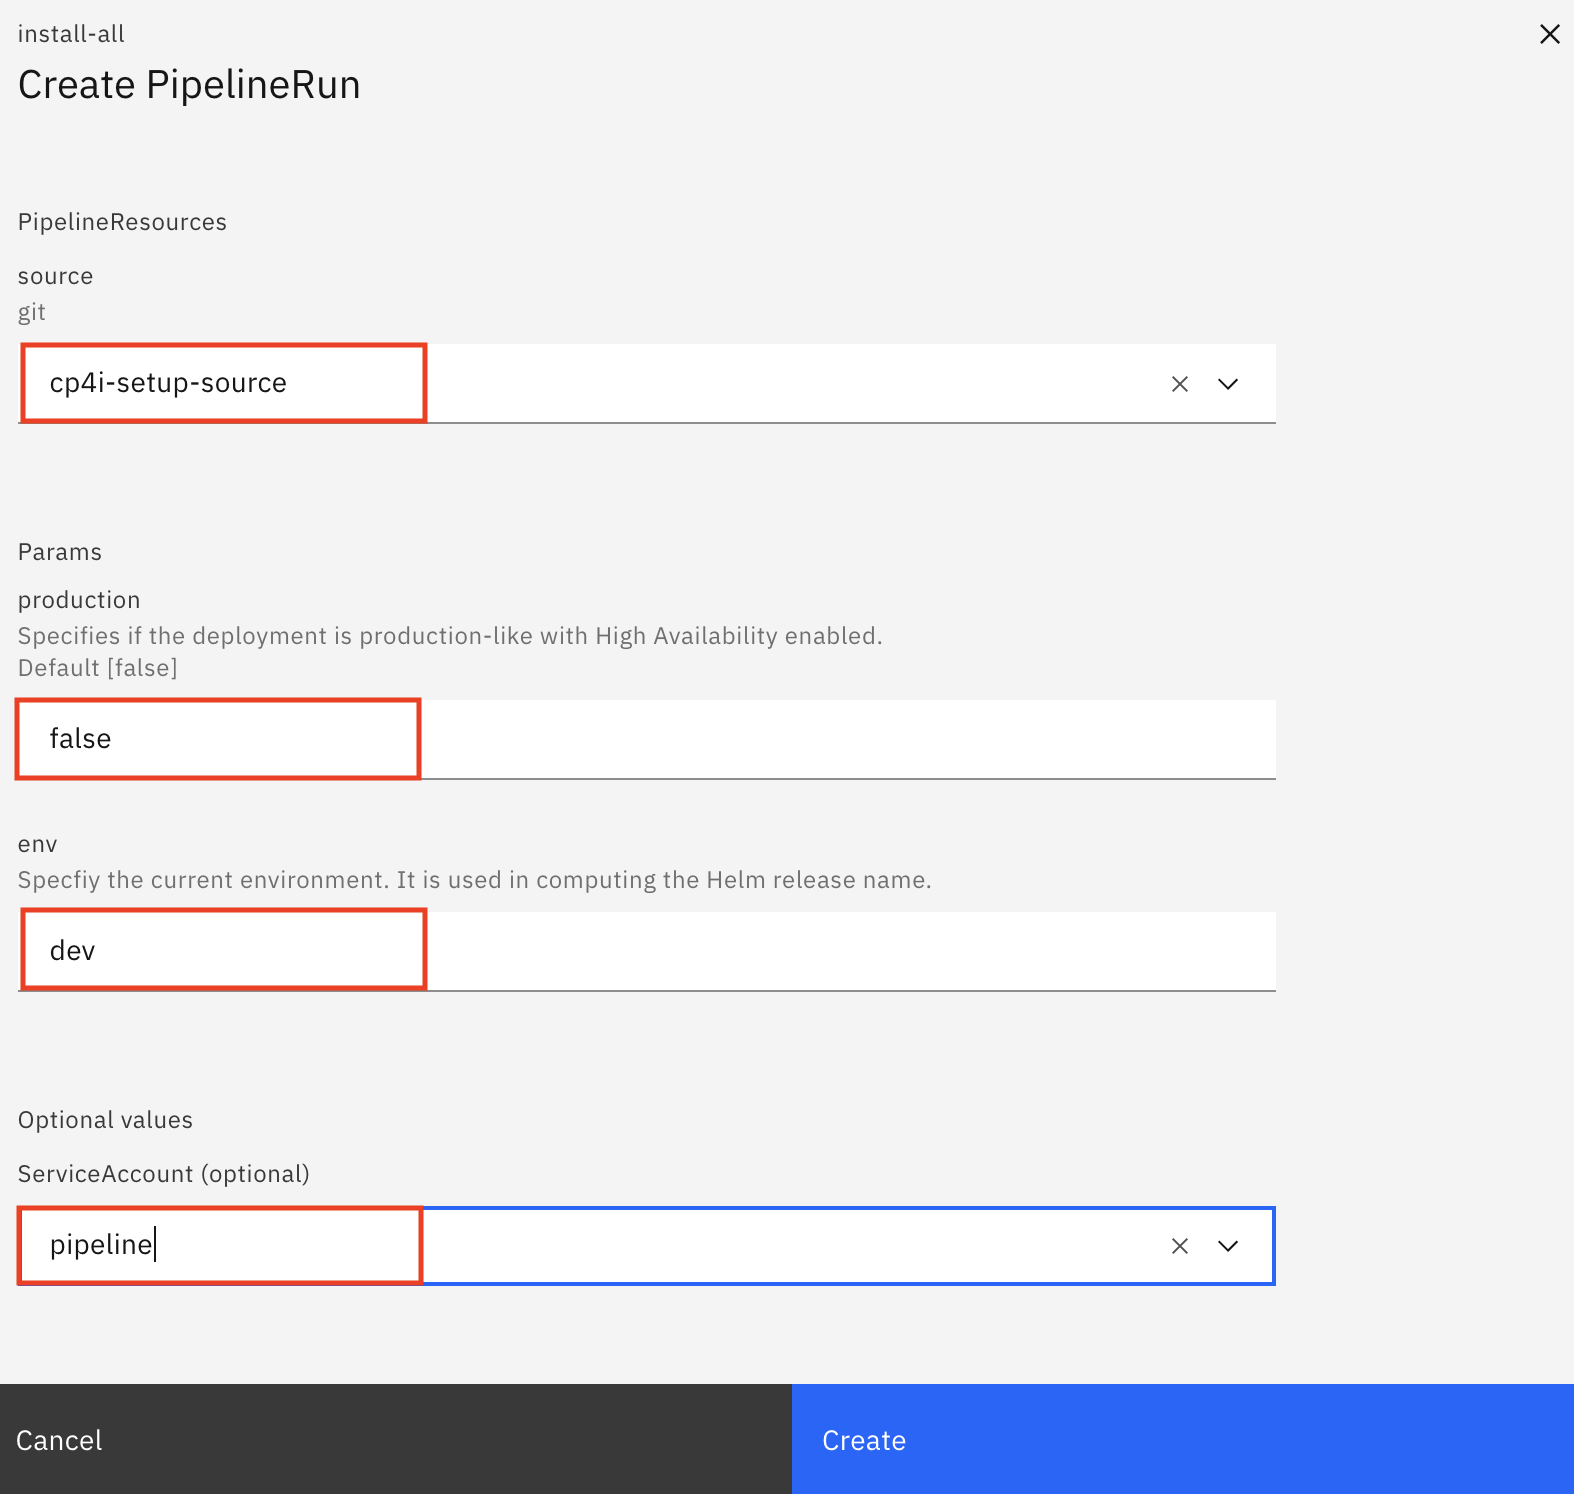 install-all
Create PipelineRun
PipelineResources
source
git
cp4i-setup-source
Params
production
Specifies if the deployment is production-like with High Availability enabled.
Default [false]
false
env
Specfiy the current environment. It is used in computing the Helm release name.
dev
Optional values
ServiceAccount (optional)
pipeline
Cancel
Create